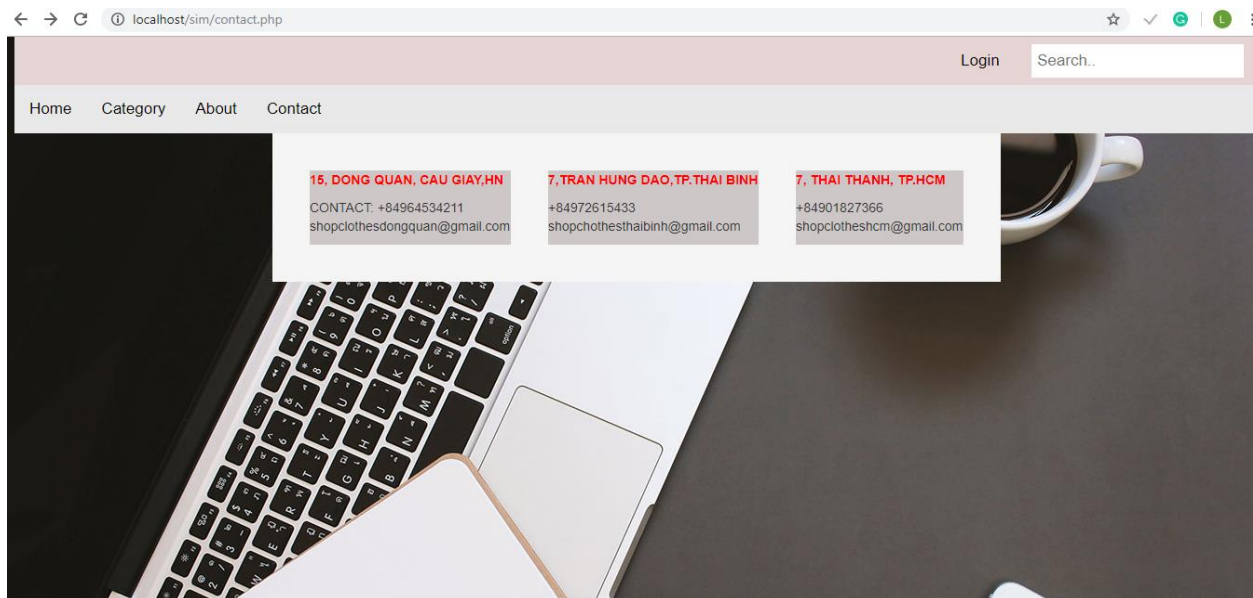 localhost/sim/contact.php
L
Login
Search..
Home Category About Contact
15, DONG QUAN, CAU GIAY,HN
CONTACT: +84964534211
shopclothesdongquan@gmail.com
7,TRAN HUNG DAO,TP.THAI BINH
+84972615433
shopchothesthaibinh@gmail.com
7, THAI THANH, TP.HCM
+84901827366
shopclotheshcm@gmail.com
option